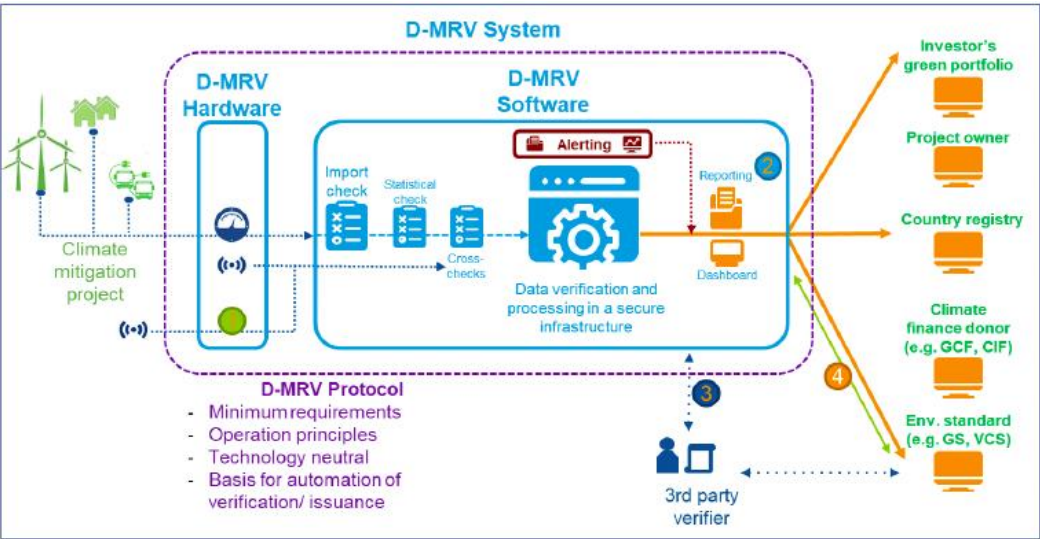 D-MRV System
D-MRV
Hardware
D-MRV
Software
Alerting
Import
check
Statistical
check
Cross-
checks
Reporting
2
Dashboard
Data verification and
processing in a secure
infrastructure
Climate
mitigation
project
D-MRV Protocol
- Minimum requirements
- Operation principles
- Technology neutral
- Basis for automation of
verification/ issuance
3
3rd party
verifier
4
Investor's
green portfolio
Project owner
Country registry
Climate
finance donor
(e.g. GCF, CIF)
Env. standard
(e.g. GS, VCS)